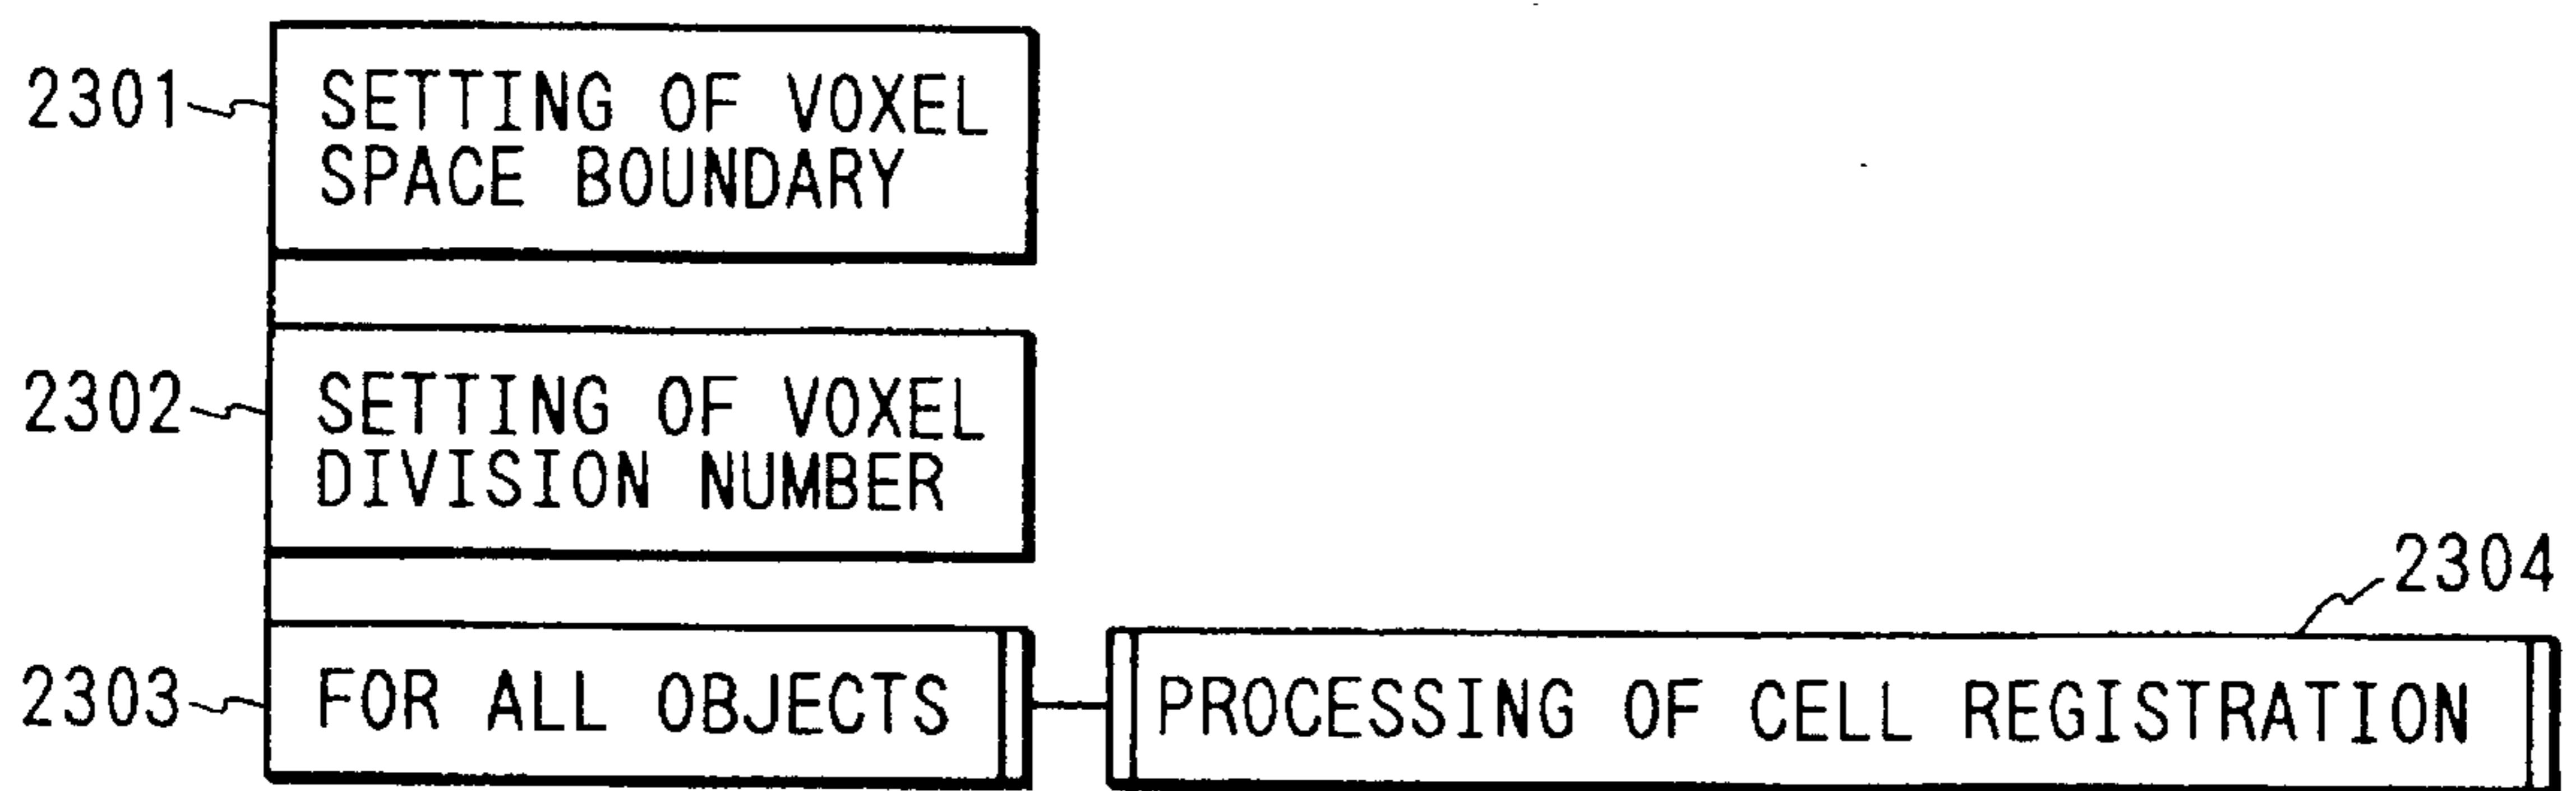 2301
SETTING OF VOXEL
SPACE BOUNDARY
2302
SETTING OF VOXEL
DIVISION NUMBER
2304
2303
FOR ALL OBJECTS
PROCESSING OF CELL REGISTRATION